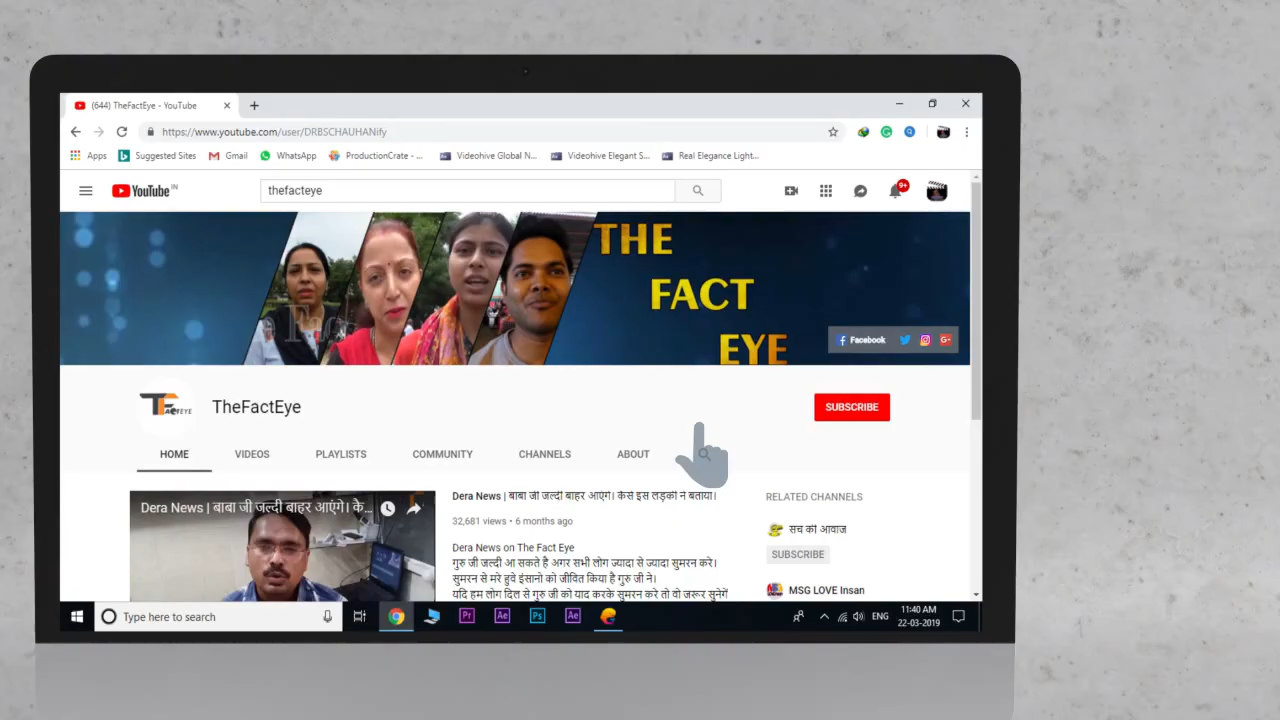 (644) TheFactEye - YouTube
https://www.youtube.com/user/DRBSCHAUHANify
Apps Suggested Sites Gmail WhatsApp ProductionCrate - ... Videohive Global N... Videohive Elegant S... Real Elegance Light...
YouTube IN
thefacteye
9+
THE
FACT
EYE
Facebook
TheFactEye
SUBSCRIBE
HOME VIDEOS PLAYLISTS COMMUNITY CHANNELS ABOUT
Dera News | बाबा जी जल्दी बाहर आएंगे। कै...
Dera News | बाबा जी जल्दी बाहर आएंगे। कैसे इस लड़की ने बताया।
32,681 views • 6 months ago
Dera News on The Fact Eye
गुरु जी जल्दी आ सकते है अगर सभी लोग ज्यादा से ज्यादा सुमरन करे।
सुमरन से मरे हुवे इंसानो को जीवित किया है गुरु जी ने।
यदि हम लोग दिल से गुरु जी को याद करके सुमरन करे तो वो जरूर सुनेगें
RELATED CHANNELS
सच की आवाज
SUBSCRIBE
MSG LOVE Insan
Type here to search
Pr Ae Ps Ae
ENG
11:40 AM
22-03-2019